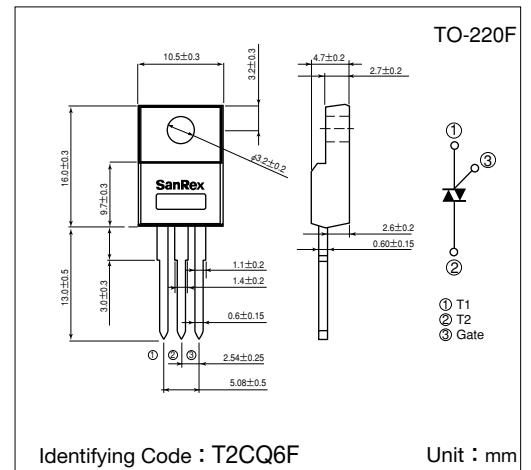 TO-220F
10.5±0.3
3.2±0.3
4.7±0.2
2.7±0.2
16.0±0.3
9.7±0.3
φ3.2±0.2
SanRex
13.0±0.5
3.0±0.3
1.1±0.2
1.4±0.2
0.6±0.15
2.54±0.25
5.08±0.5
2.6±0.2
0.60±0.15
① ② ③
①
③
②
① T1
② T2
③ Gate
Identifying Code：T2CQ6F
Unit：mm